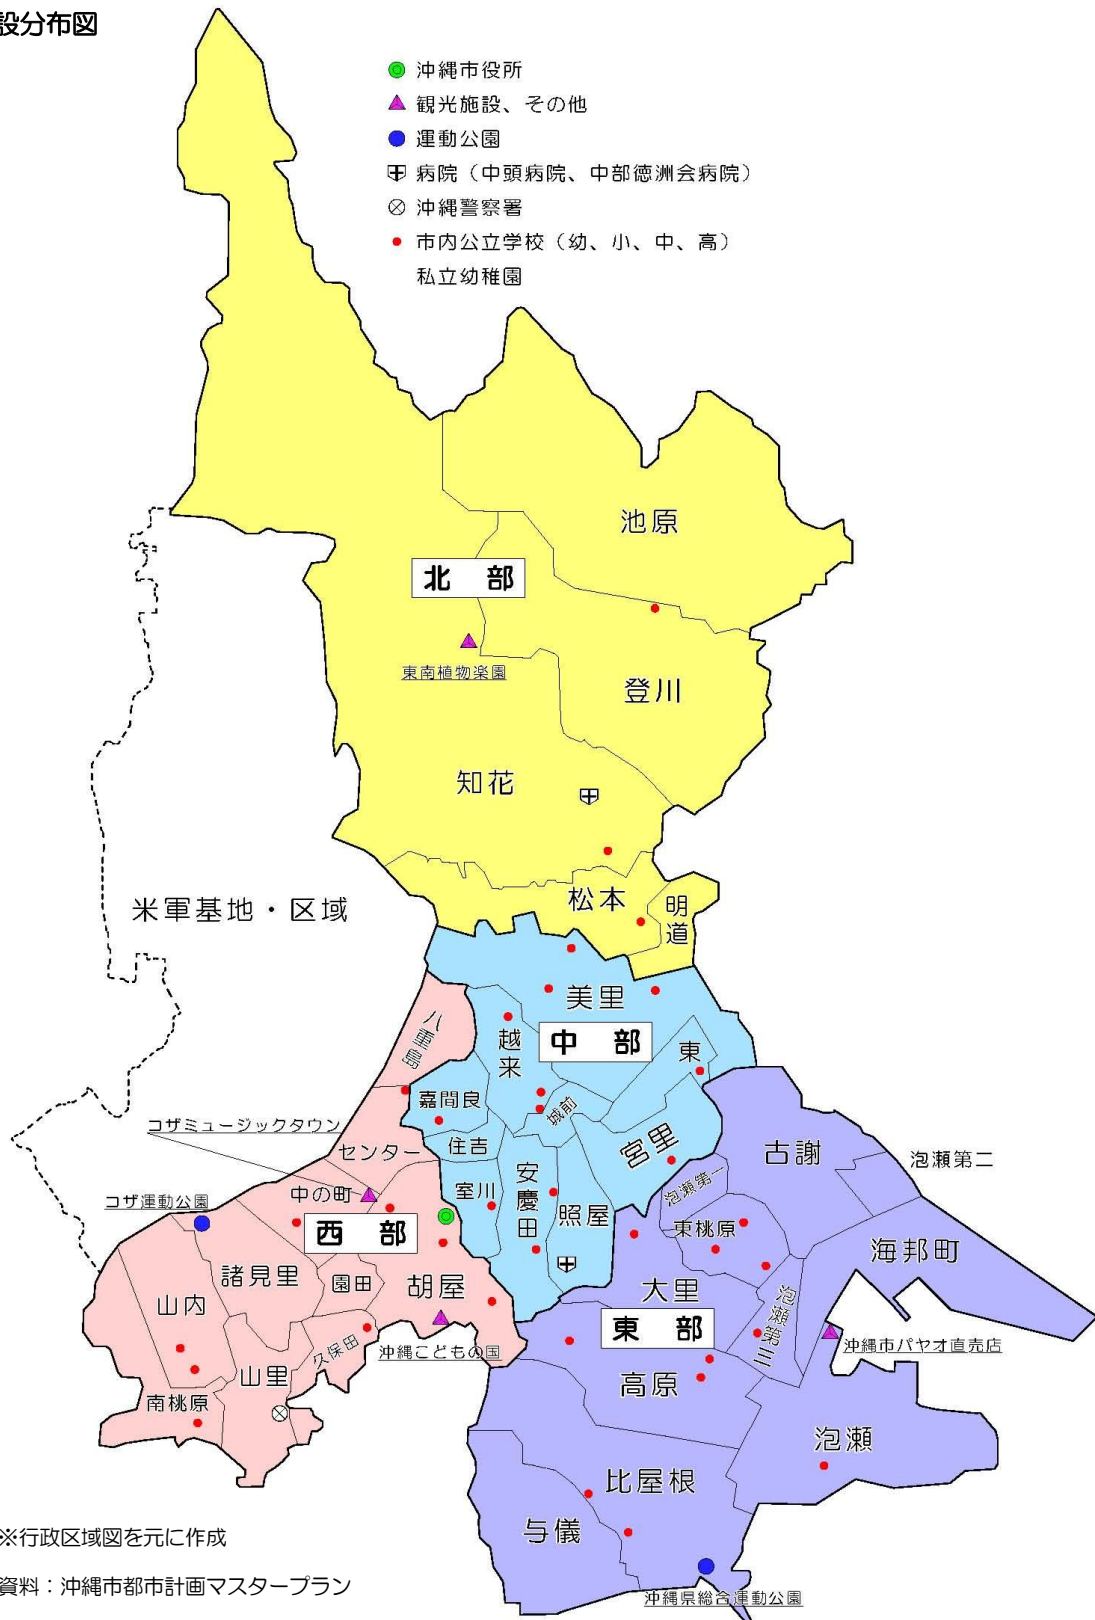 設分布図
沖縄市役所
観光施設、その他
運動公園
病院（中頭病院、中部徳洲会病院）
沖縄警察署
市内公立学校（幼、小、中、高）
私立幼稚園
池原
北　部
東南植物楽園
登川
知花
松本
明道
米軍基地・区域
美里
中　部
八重島
越来
東
嘉間良
城前
コザミュージックタウン
センター
住吉
宮里
古謝
泡瀬第二
中の町
室川
安慶田
照屋
泡瀬第一
コザ運動公園
西　部
東桃原
海邦町
諸見里
園田
胡屋
大里
山内
泡瀬第三
東　部
久保田
沖縄こどもの国
沖縄市パヤオ直売店
山里
高原
南桃原
泡瀬
比屋根
与儀
※行政区域図を元に作成
資料：沖縄市都市計画マスタープラン
沖縄県総合運動公園